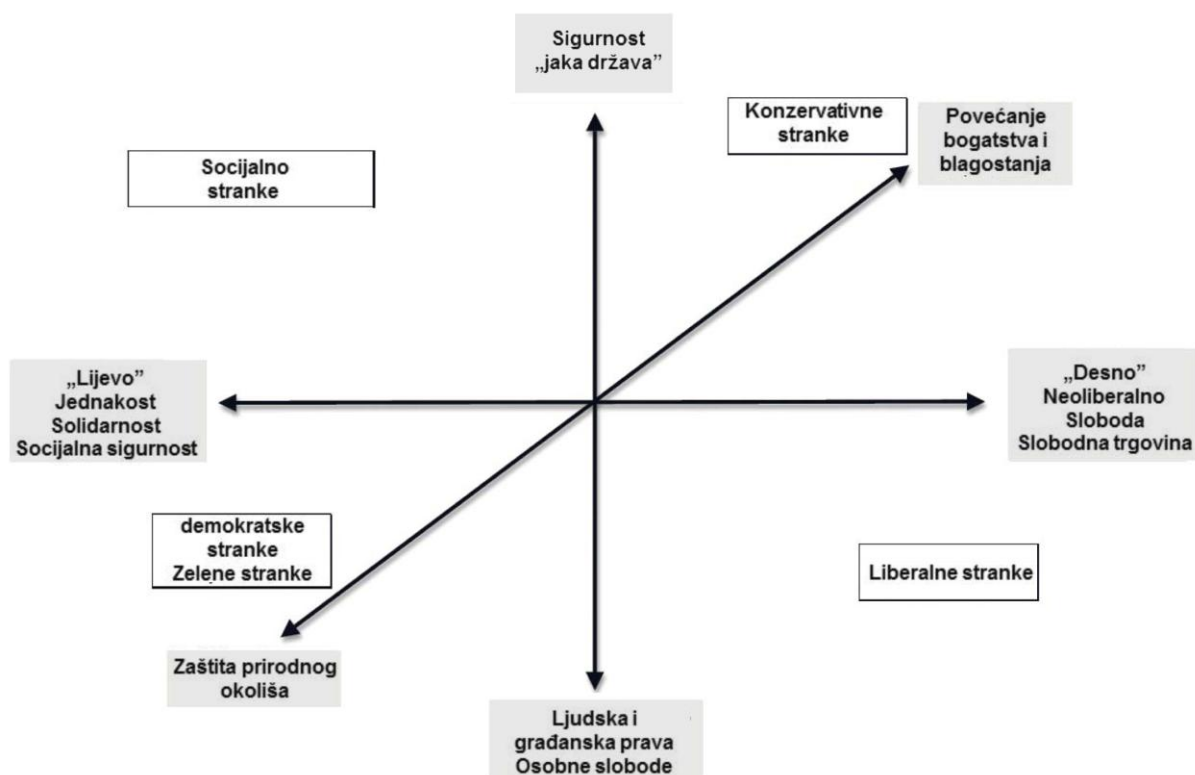 Sigurnost
„jaka država”
Konzervativne
stranke
Povećanje
bogatstva i
blagostanja
Socijalno
stranke
„Lijevo”
Jednakost
Solidarnost
Socijalna sigurnost
„Desno”
Neoliberalno
Sloboda
Slobodna trgovina
demokratske
stranke
Zelene stranke
Liberalne stranke
Zaštita prirodnog
okoliša
Ljudska i
građanska prava
Osobne slobode